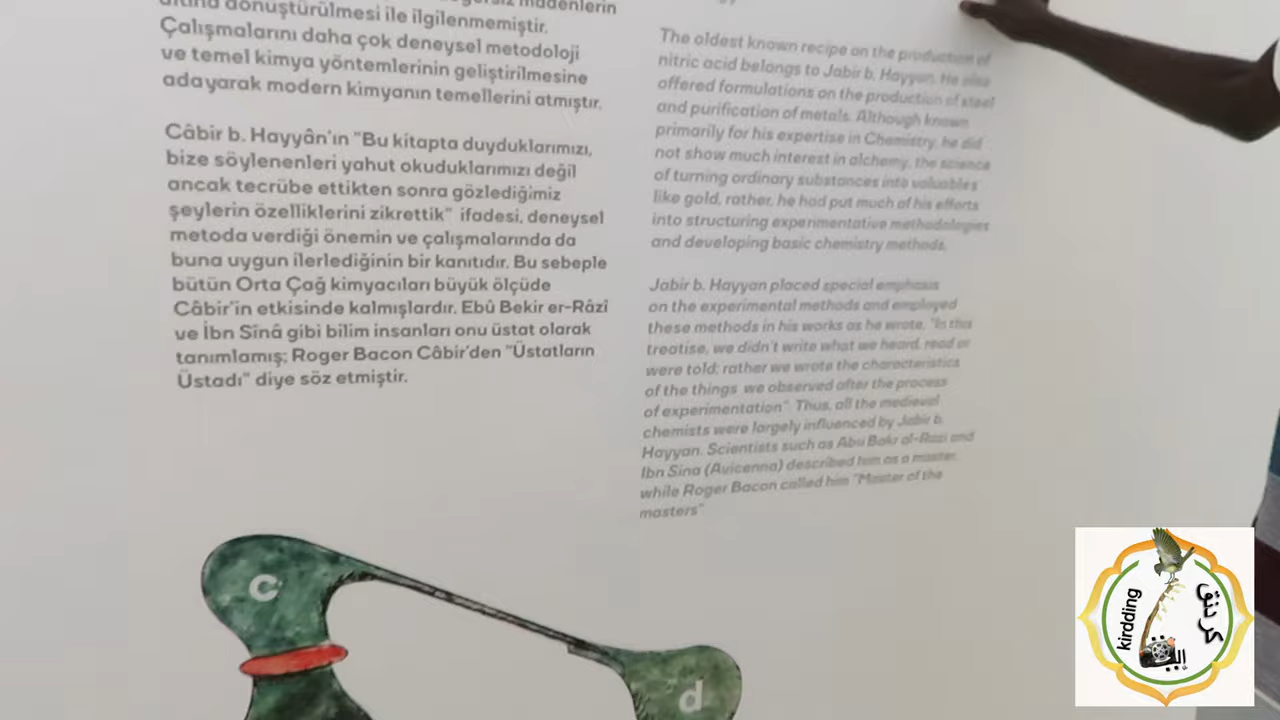 altına dönüştürülmesi ile ilgilenmemiştir.
Çalışmalarını daha çok deneysel metodoloji
ve temel kimya yöntemlerinin geliştirilmesine
adayarak modern kimyanın temellerini atmıştır.
Câbir b. Hayyân'ın "Bu kitapta duyduklarımızı,
bize söylenenleri yahut okuduklarımızı değil
ancak tecrübe ettikten sonra gözlediğimiz
şeylerin özelliklerini zikrettik" ifadesi, deneysel
metoda verdiği önemin ve çalışmalarında da
buna uygun ilerlediğinin bir kanıtıdır. Bu sebeple
bütün Orta Çağ kimyacıları büyük ölçüde
Câbir'in etkisinde kalmışlardır. Ebû Bekir er-Râzî
ve İbn Sînâ gibi bilim insanları onu üstat olarak
tanımlamış; Roger Bacon Câbir'den "Üstatların
Üstadı" diye söz etmiştir.
The oldest known recipe on the production of
nitric acid belongs to Jabir b. Hayyan. He also
offered formulations on the production of steel
and purification of metals. Although known
primarily for his expertise in Chemistry, he did
not show much interest in alchemy, the science
of turning ordinary substances into valuables
like gold, rather, he had put much of his efforts
into structuring experimentative methodologies
and developing basic chemistry methods.
Jabir b. Hayyan placed special emphasis
on the experimental methods and employed
these methods in his works as he wrote, "In this
treatise, we didn't write what we heard, read or
were told; rather we wrote the characteristics
of the things we observed after the process
of experimentation" Thus, all the medieval
chemists were largely influenced by Jabir b.
Hayyan. Scientists such as Abu Bakr al-Razi and
Ibn Sina (Avicenna) described him as a master,
while Roger Bacon called him "Master of the
masters"
c
d
kirdding